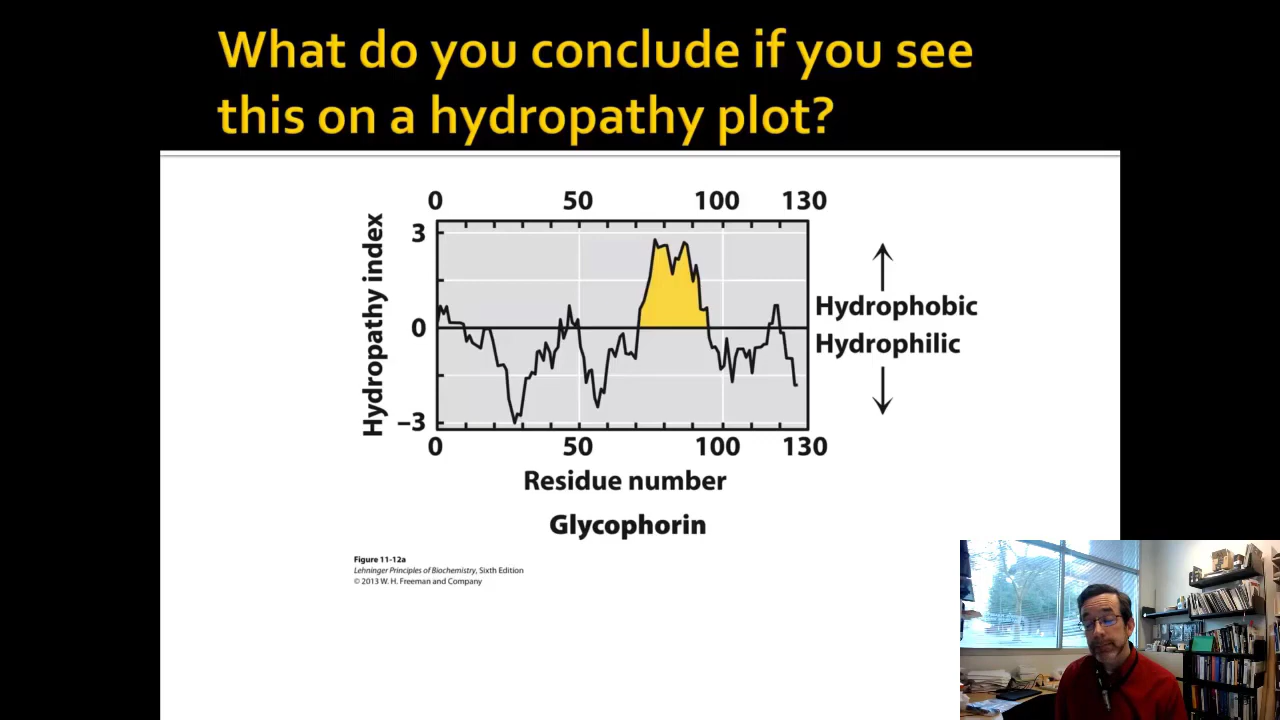 What do you conclude if you see
this on a hydropathy plot?
0 50 100 130
Hydropathy index
3
0
–3
Hydrophobic
Hydrophilic
0 50 100 130
Residue number
Glycophorin
Figure 11-12a
Lehninger Principles of Biochemistry, Sixth Edition
© 2013 W. H. Freeman and Company